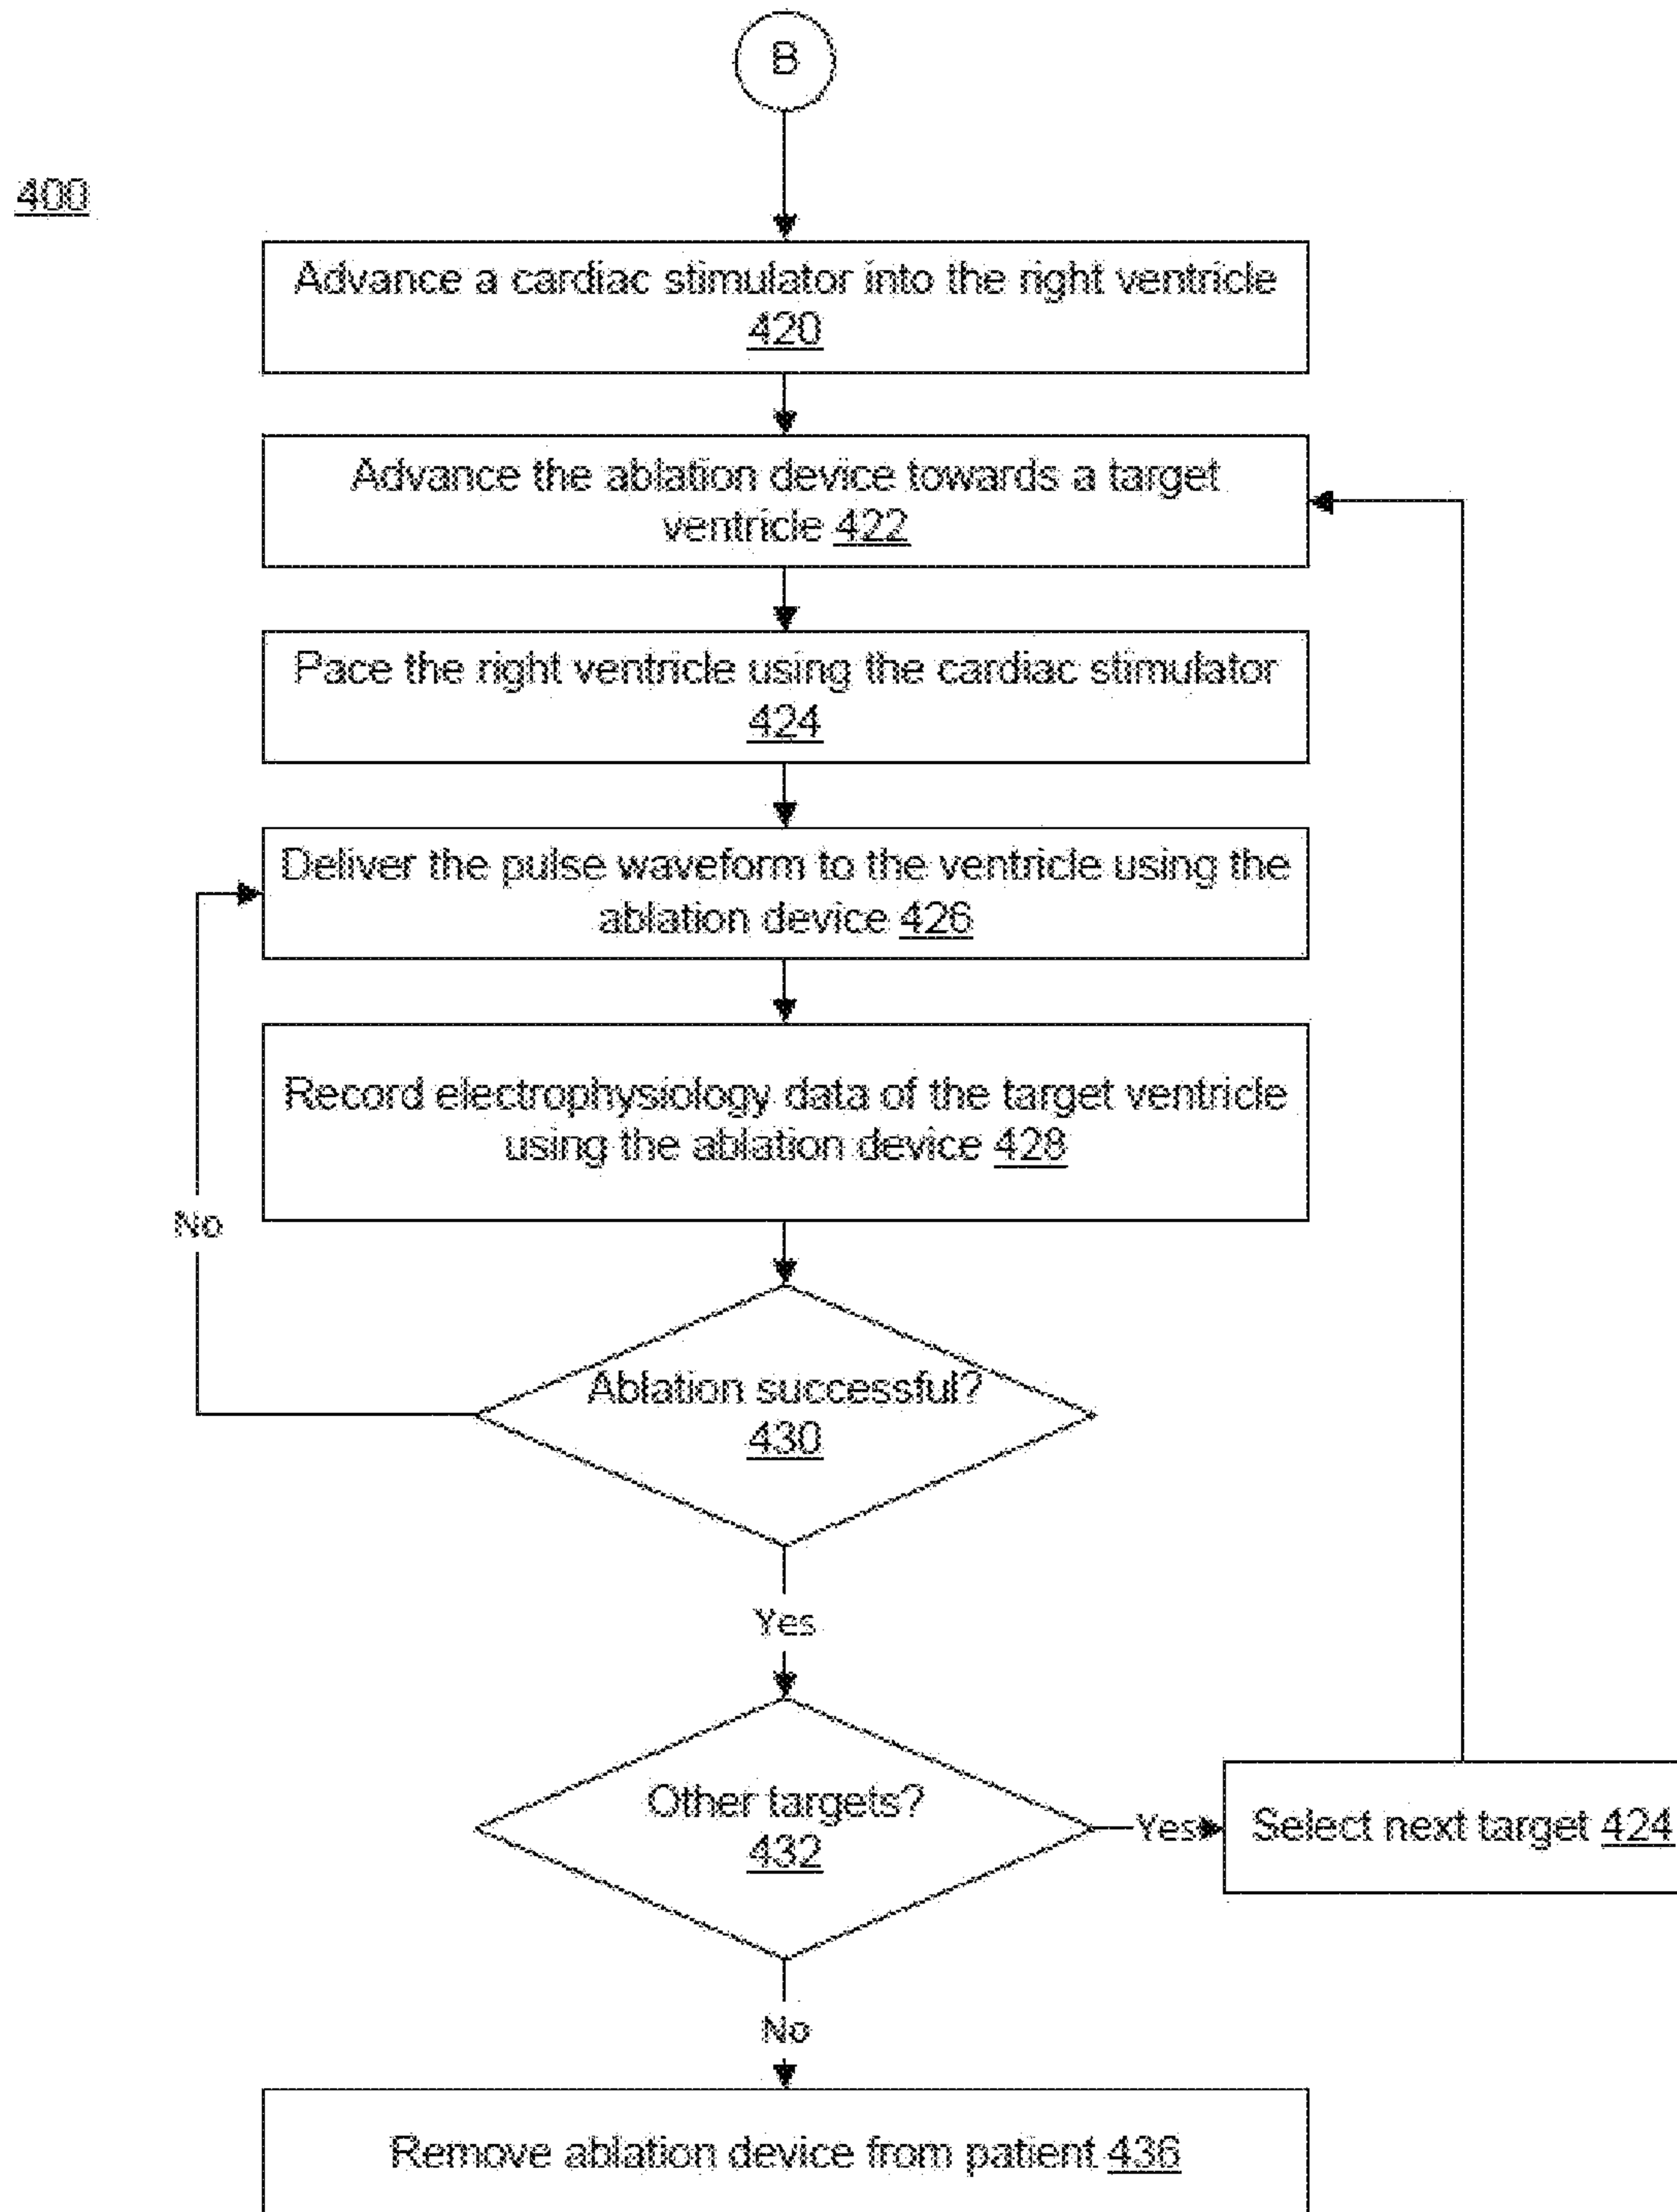 B
400
Advance a cardiac stimulator into the right ventricle
420
Advance the ablation device towards a target
ventricle 422
Pace the right ventricle using the cardiac stimulator
424
Deliver the pulse waveform to the ventricle using the
ablation device 426
Record electrophysiology data of the target ventricle
using the ablation device 428
No
Ablation successful?
430
Yes
Other targets?
432
Yes
Select next target 424
No
Remove ablation device from patient 436